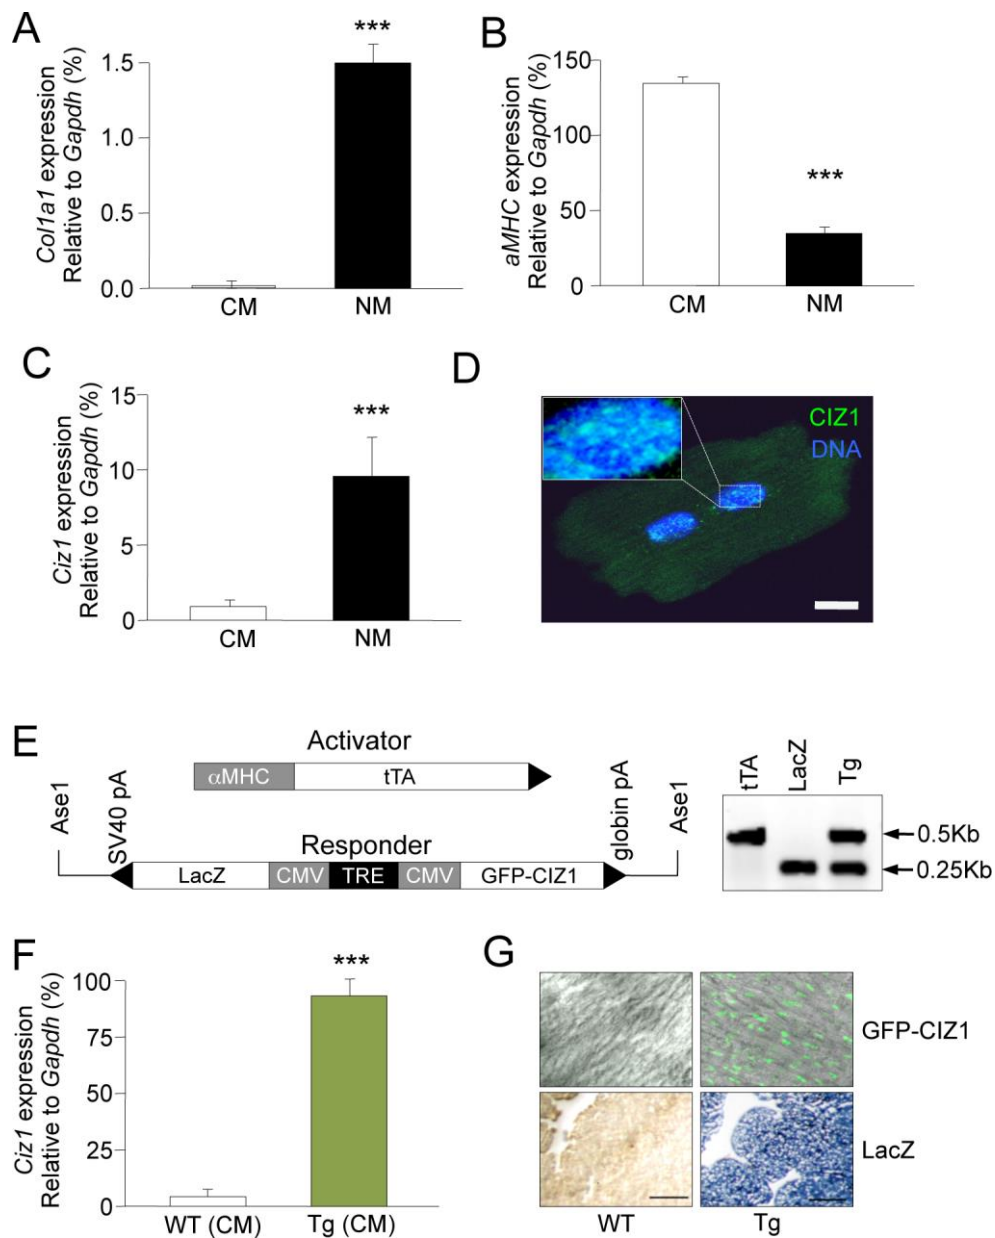 A
Col1a1 expression
Relative to Gapdh (%)
1.5
1.0
0.5
0.0
***
CM
NM
B
aMHC expression
Relative to Gapdh (%)
150
100
50
0
***
CM
NM
C
Ciz1 expression
Relative to Gapdh (%)
15
10
5
0
***
CM
NM
D
CIZ1
DNA
E
Activator
αMHC
tTA
Ase1
SV40 pA
Responder
globin pA
Ase1
LacZ
CMV
TRE
CMV
GFP-CIZ1
tTA
LacZ
Tg
0.5Kb
0.25Kb
F
Ciz1 expression
Relative to Gapdh (%)
100
75
50
25
0
***
WT (CM)
Tg (CM)
G
GFP-CIZ1
LacZ
WT
Tg